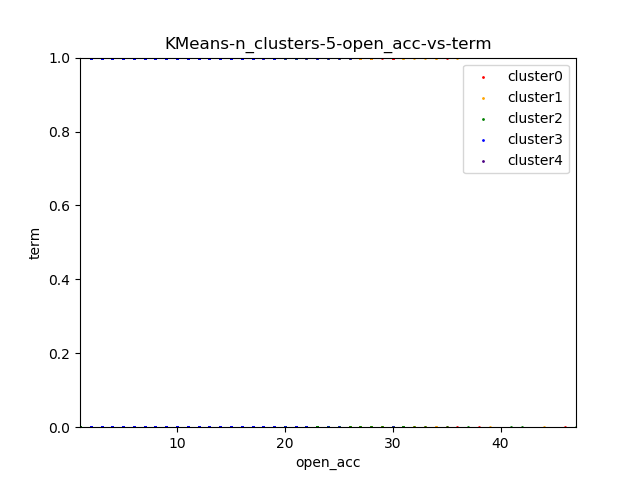 KMeans-n_clusters-5-open_acc-vs-term
1.0
0.8
0.6
0.4
0.2
0.0
term
cluster0
cluster1
cluster2
cluster3
cluster4
10 20 30 40
open_acc